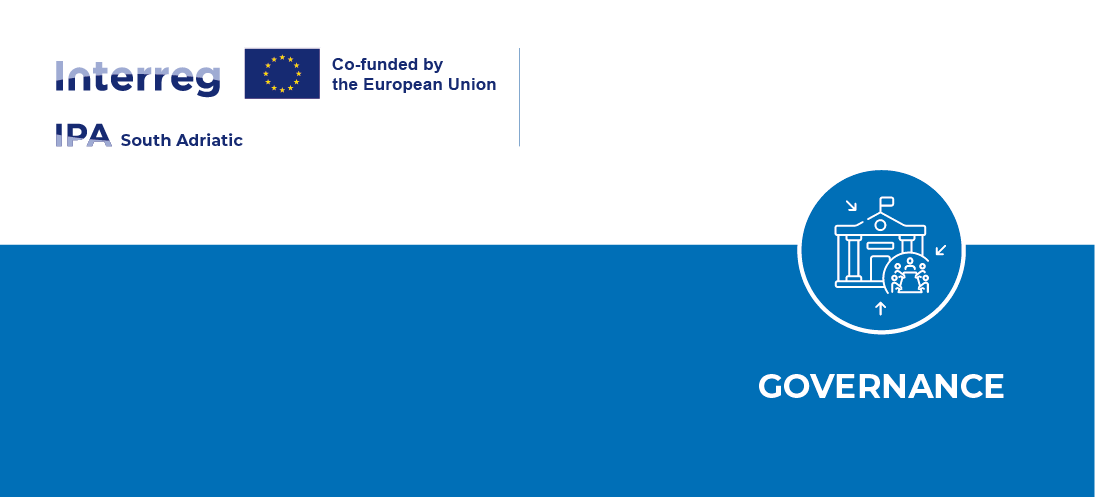 Interreg
Co-funded by
the European Union
IPA South Adriatic
GOVERNANCE